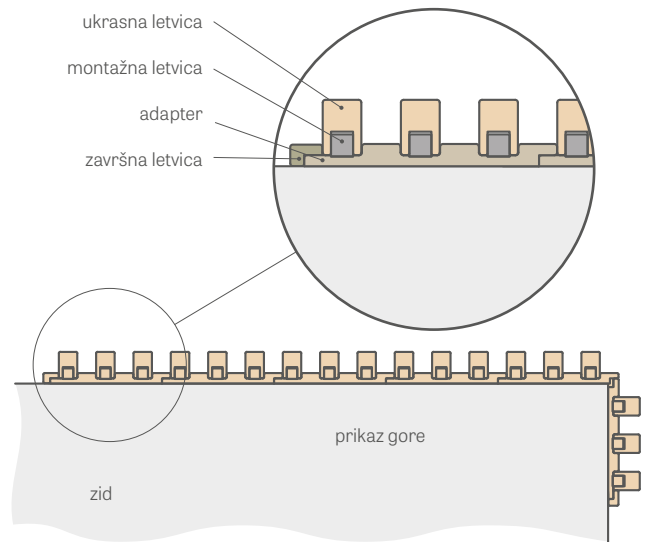 ukrasna letvica
montažna letvica
adapter
završna letvica
prikaz gore
zid